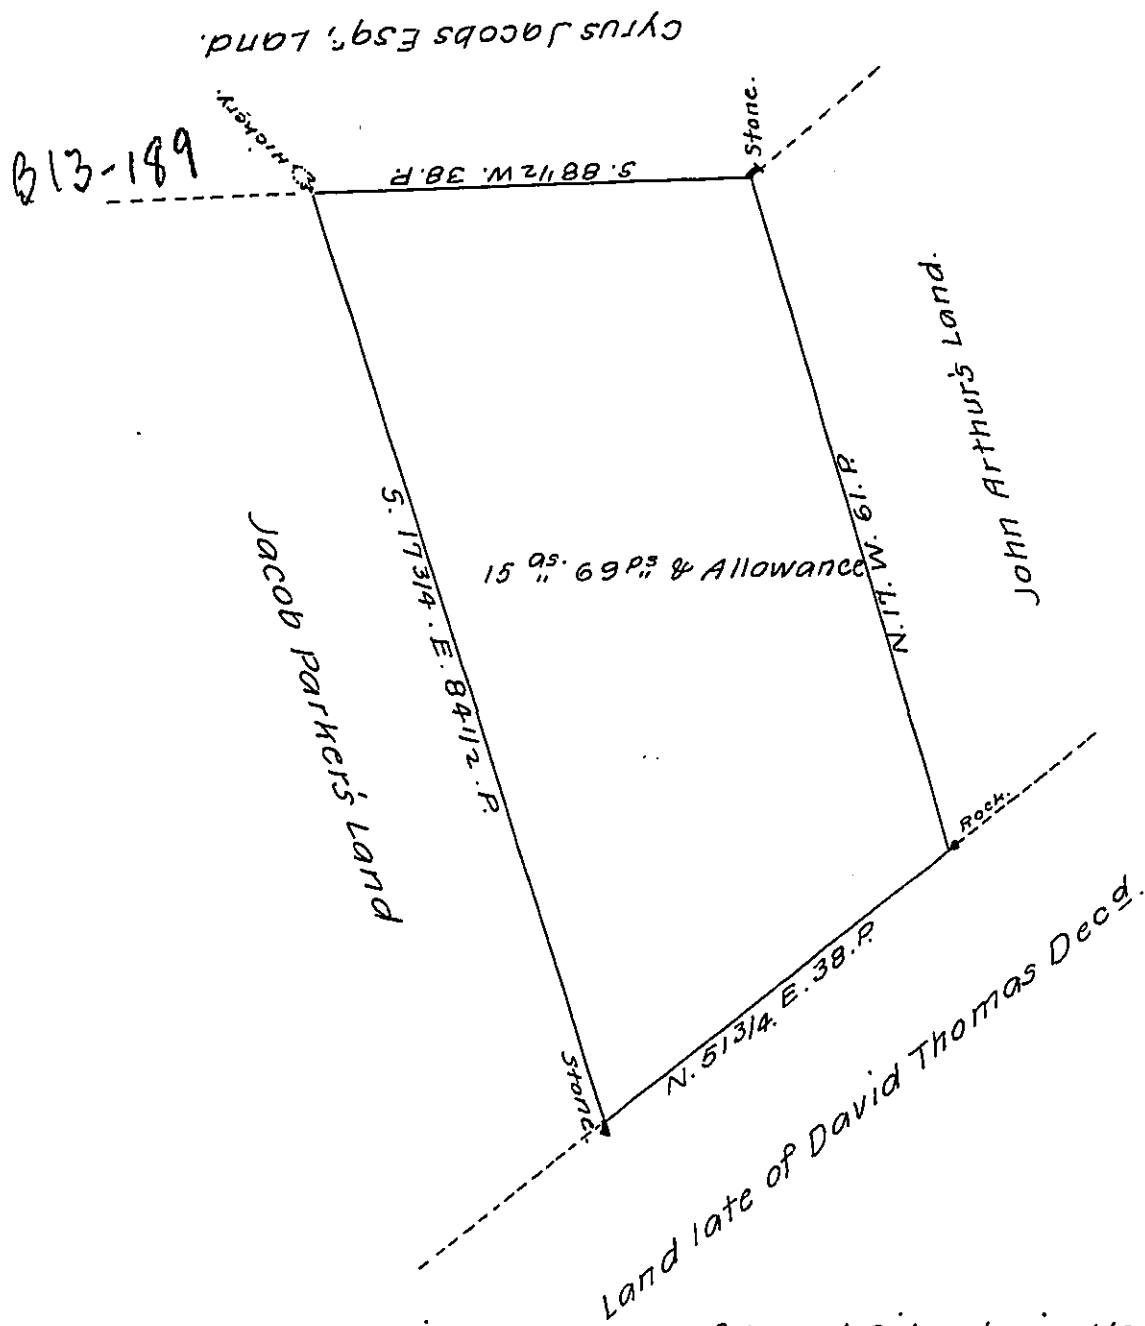 Cyrus Jacobs Esqr, Land.
B13-189
Hickory.
Stone.
S. 88 1/2 W. 38. P.
John Arthur's Land.
N. 17. W. 61. P.
S. 17 3/4. E. 84 1/2. P.
15 as. 69 ps & Allowance
Jacob Parker's Land
Rock.
N. 51 3/4. E. 38. P.
Stone.
Land late of David Thomas Decd.